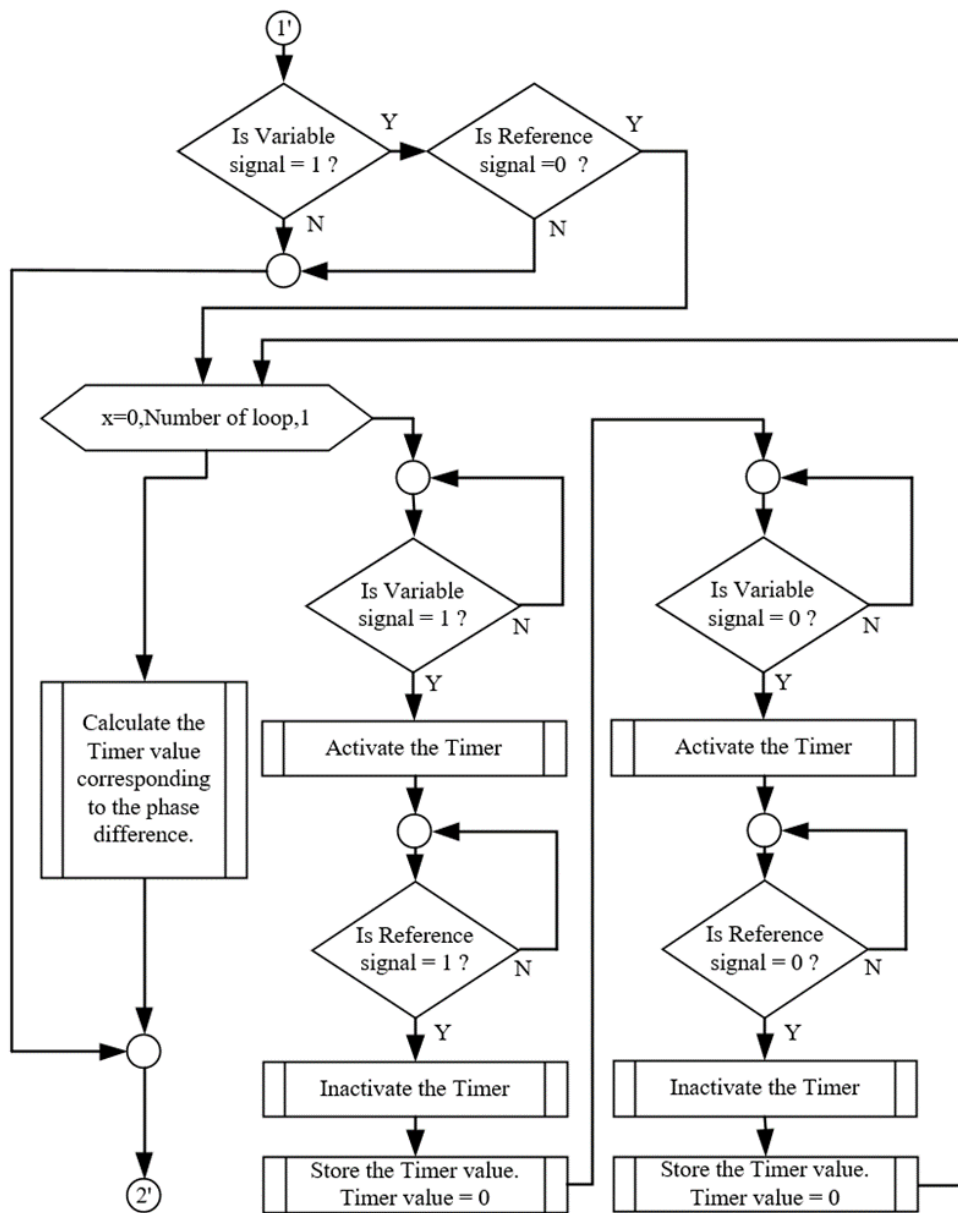 1'
Is Variable
signal = 1 ?
Y
N
Is Reference
signal =0 ?
Y
N
x=0,Number of loop,1
Calculate the
Timer value
corresponding
to the phase
difference.
2'
Is Variable
signal = 1 ?
N
Y
Activate the Timer
Is Reference
signal = 1 ?
N
Y
Inactivate the Timer
Store the Timer value.
Timer value = 0
Is Variable
signal = 0 ?
N
Y
Activate the Timer
Is Reference
signal = 0 ?
N
Y
Inactivate the Timer
Store the Timer value.
Timer value = 0